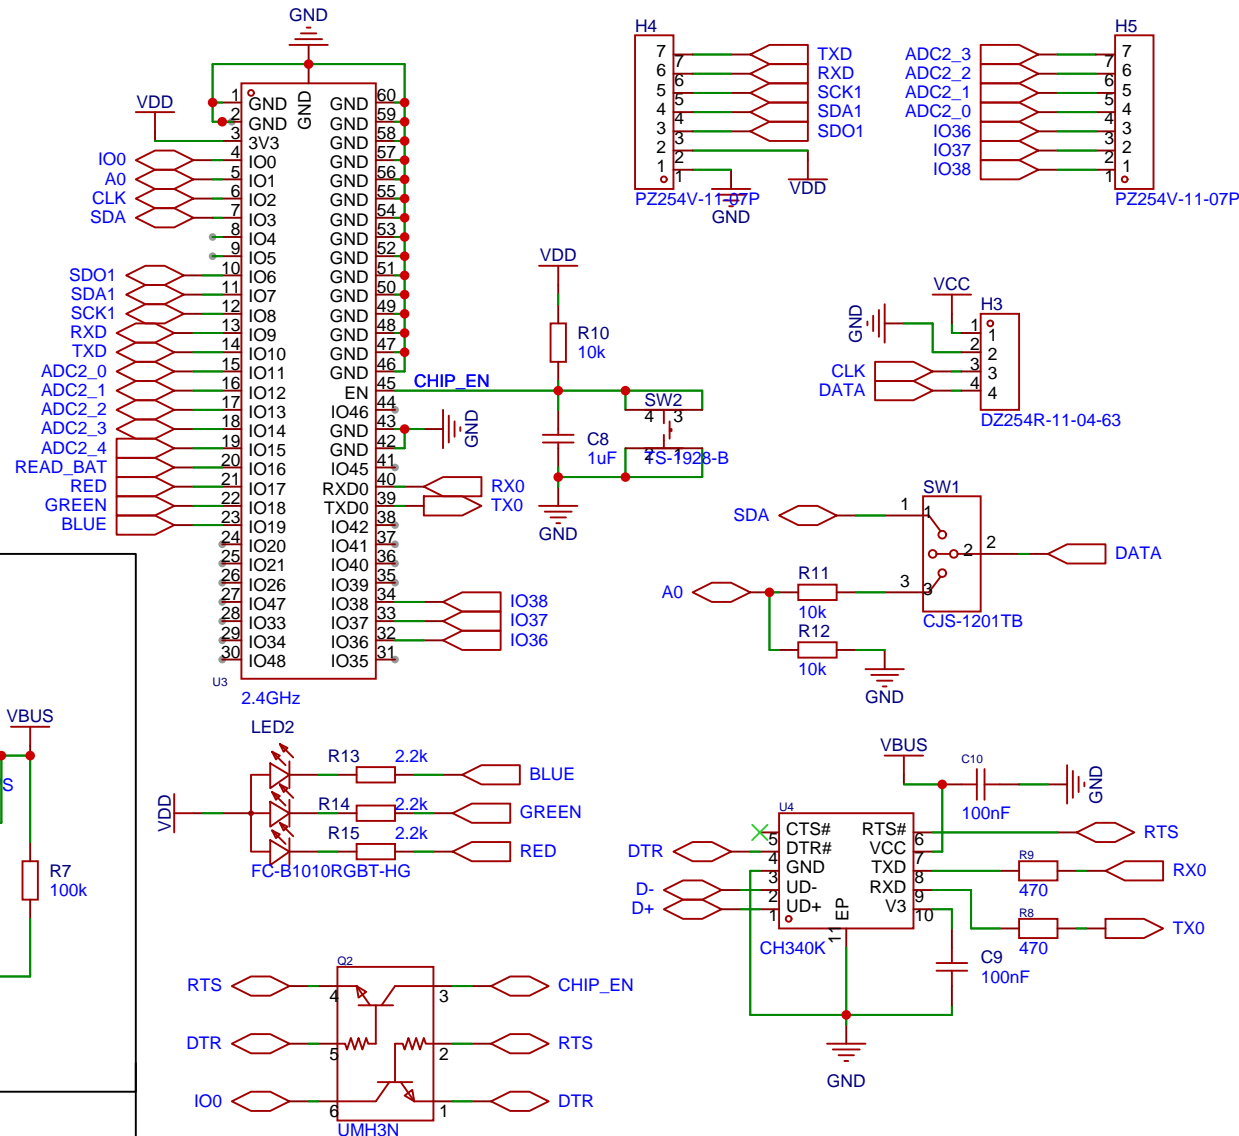 GND
VDD
1 GND GND GND 60
2 GND GND 59
3 3V3 GND 58
IO0 4 IO0 GND 57
A0 5 IO1 GND 56
CLK 6 IO2 GND 55
SDA 7 IO3 GND 54
8 IO4 GND 53
9 IO5 GND 52
SDO1 10 IO6 GND 51
SDA1 11 IO7 GND 50
SCK1 12 IO8 GND 49
RXD 13 IO9 GND 48
TXD 14 IO10 GND 47
ADC2_0 15 IO11 GND 46
ADC2_1 16 IO12 EN 45 CHIP_EN
ADC2_2 17 IO13 IO46 44
ADC2_3 18 IO14 GND 43 GND
ADC2_4 19 IO15 GND 42
READ_BAT 20 IO16 IO45 41
RED 21 IO17 RXD0 40 RX0
GREEN 22 IO18 TXD0 39 TX0
BLUE 23 IO19 IO42 38
24 IO20 IO41 37
25 IO21 IO40 36
26 IO26 IO39 35
27 IO47 IO38 34 IO38
28 IO33 IO37 33 IO37
29 IO34 IO36 32 IO36
30 IO48 IO35 31
U3
2.4GHz
H4
7 7 TXD
6 6 RXD
5 5 SCK1
4 4 SDA1
3 3 SDO1
2 2 VDD
1 1 GND
PZ254V-11-07P
H5
ADC2_3 7 7
ADC2_2 6 6
ADC2_1 5 5
ADC2_0 4 4
IO36 3 3
IO37 2 2
IO38 1 1
PZ254V-11-07P
VDD
R10
10k
C8
1uF
SW2
4 3
2 1
TS-1928-B
GND
VCC
H3
GND
1 1
2 2
CLK 3 3
DATA 4 4
DZ254R-11-04-63
SW1
SDA 1 1
2 2 DATA
A0 R11 3 3
10k
CJS-1201TB
R12
10k
GND
VBUS
S
R7
100k
LED2
VDD
R13 2.2k BLUE
R14 2.2k GREEN
R15 2.2k RED
FC-B1010RGBT-HG
VBUS
C10
100nF
GND
U4
CTS# RTS# 6 RTS
5
DTR DTR# VCC 7
4
GND TXD 8 R9 470 RX0
3
D- UD- RXD 9 R8 470 TX0
2
D+ UD+ V3 10
1
EP
11
CH340K
C9
100nF
GND
Q2
RTS 4 3 CHIP_EN
DTR 5 2 RTS
IO0 6 1 DTR
UMH3N